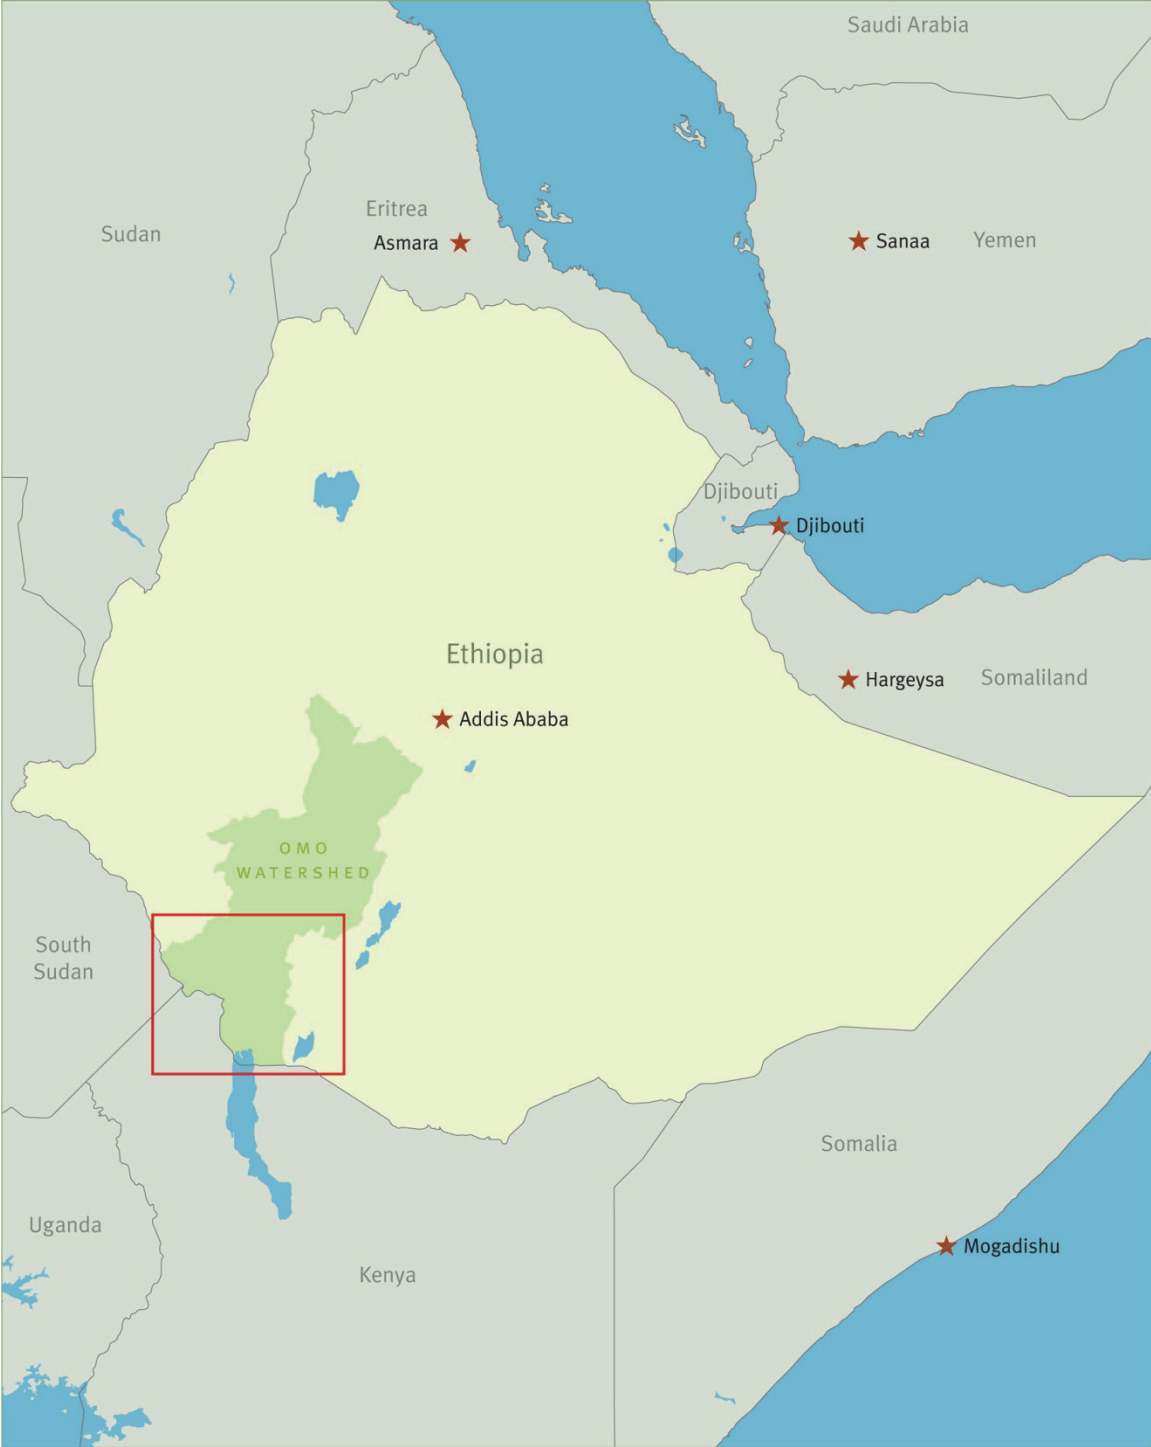 Saudi Arabia
Eritrea
Sudan
Asmara
Sanaa
Yemen
Djibouti
Djibouti
Ethiopia
Hargeysa
Somaliland
Addis Ababa
OMO
WATERSHED
South
Sudan
Somalia
Uganda
Mogadishu
Kenya